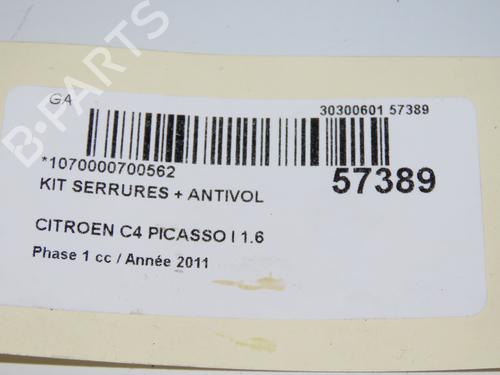 B-PARTS
GA
30300601 57389
*1070000700562
57389
KIT SERRURES + ANTIVOL
CITROEN C4 PICASSO I 1.6
Phase 1 cc / Année 2011